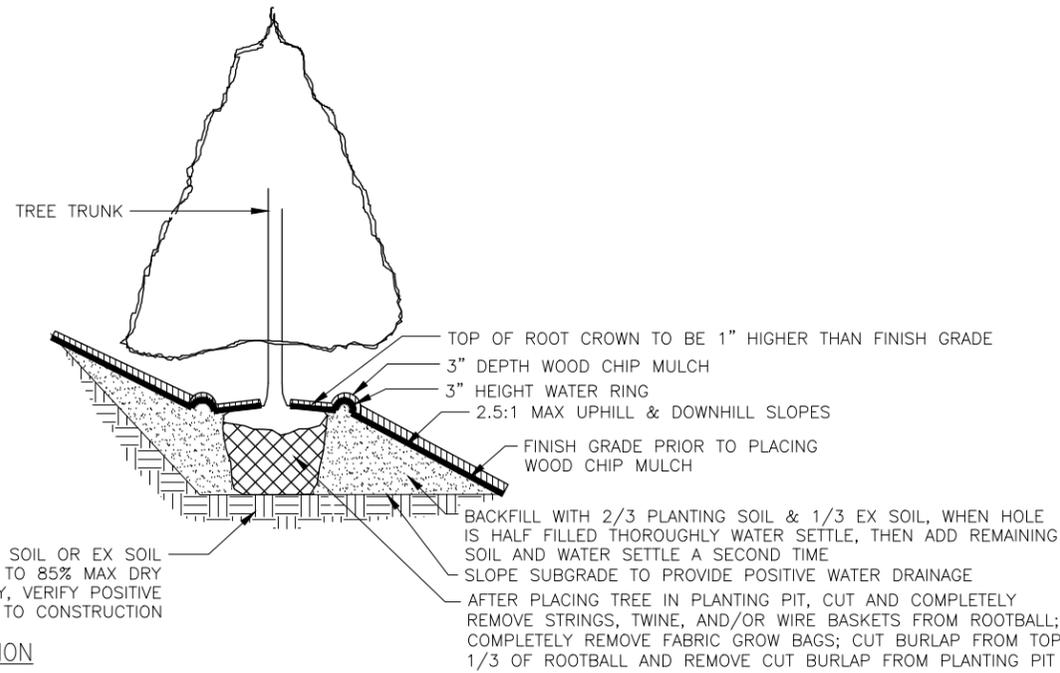 TREE TRUNK
TOP OF ROOT CROWN TO BE 1” HIGHER THAN FINISH GRADE
3” DEPTH WOOD CHIP MULCH
3” HEIGHT WATER RING
2.5:1 MAX UPHILL & DOWNHILL SLOPES
FINISH GRADE PRIOR TO PLACING
WOOD CHIP MULCH
BACKFILL WITH 2/3 PLANTING SOIL & 1/3 EX SOIL, WHEN HOLE
IS HALF FILLED THOROUGHLY WATER SETTLE, THEN ADD REMAINING
SOIL AND WATER SETTLE A SECOND TIME
SLOPE SUBGRADE TO PROVIDE POSITIVE WATER DRAINAGE
AFTER PLACING TREE IN PLANTING PIT, CUT AND COMPLETELY
REMOVE STRINGS, TWINE, AND/OR WIRE BASKETS FROM ROOTBALL;
COMPLETELY REMOVE FABRIC GROW BAGS; CUT BURLAP FROM TOP
1/3 OF ROOTBALL AND REMOVE CUT BURLAP FROM PLANTING PIT
SOIL OR EX SOIL
TO 85% MAX DRY
VERIFY POSITIVE
TO CONSTRUCTION